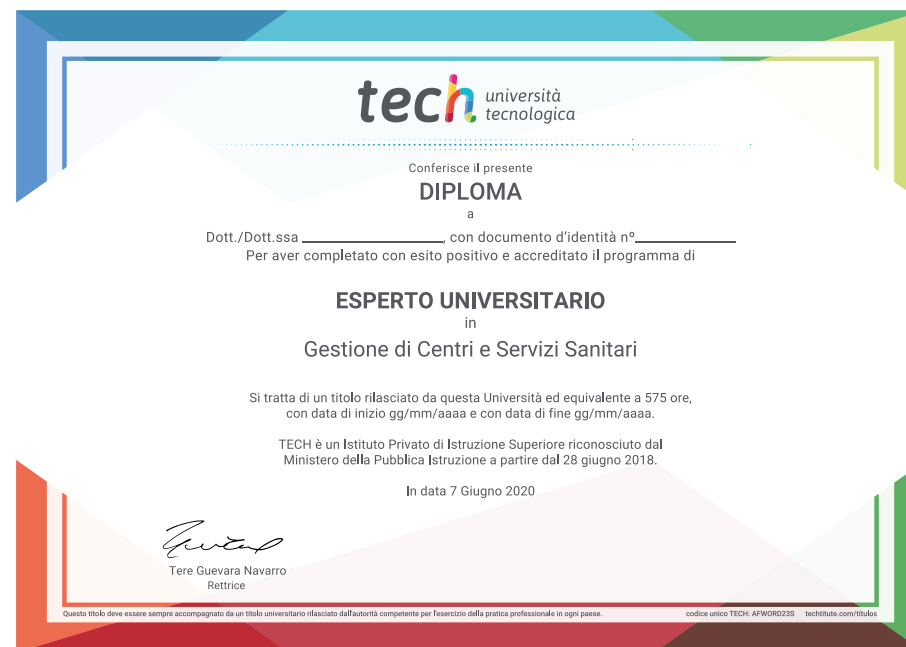 tech università
tecnologica
Conferisce il presente
DIPLOMA
a
Dott./Dott.ssa ____________________, con documento d'identità nº______________
Per aver completato con esito positivo e accreditato il programma di
ESPERTO UNIVERSITARIO
in
Gestione di Centri e Servizi Sanitari
Si tratta di un titolo rilasciato da questa Università ed equivalente a 575 ore,
con data di inizio gg/mm/aaaa e con data di fine gg/mm/aaaa.
TECH è un Istituto Privato di Istruzione Superiore riconosciuto dal
Ministero della Pubblica Istruzione a partire dal 28 giugno 2018.
In data 7 Giugno 2020
Tere Guevara Navarro
Rettrice
Questo titolo deve essere sempre accompagnato da un titolo universitario rilasciato dall'autorità competente per l'esercizio della pratica professionale in ogni paese. codice unico TECH: AFWORD23S techtitute.com/títulos